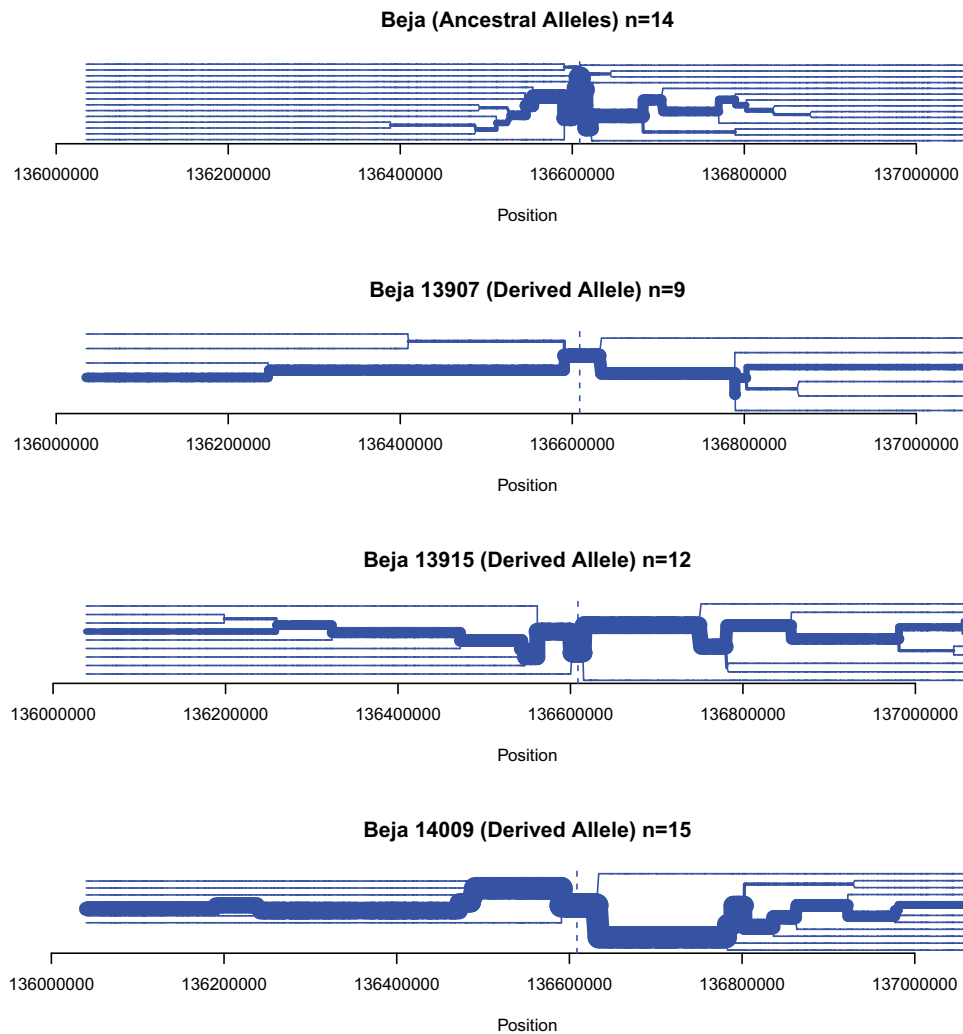 Beja (Ancestral Alleles) n=14
136000000 136200000 136400000 136600000 136800000 137000000
Position
Beja 13907 (Derived Allele) n=9
136000000 136200000 136400000 136600000 136800000 137000000
Position
Beja 13915 (Derived Allele) n=12
136000000 136200000 136400000 136600000 136800000 137000000
Position
Beja 14009 (Derived Allele) n=15
136000000 136200000 136400000 136600000 136800000 137000000
Position